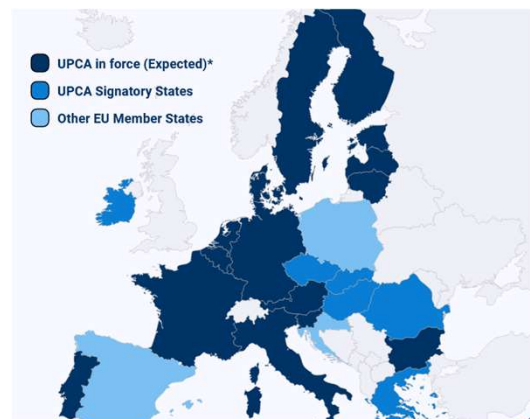 UPCA in force (Expected)*
UPCA Signatory States
Other EU Member States